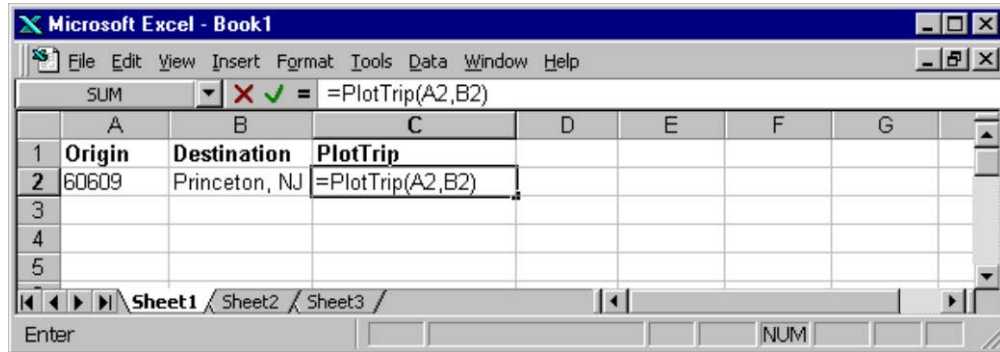 Microsoft Excel - Book1
File Edit View Insert Format Tools Data Window Help
SUM = =PlotTrip(A2,B2)
A B C D E F G
1 Origin Destination PlotTrip
2 60609 Princeton, NJ =PlotTrip(A2,B2)
3
4
5
Sheet1 Sheet2 Sheet3
Enter NUM